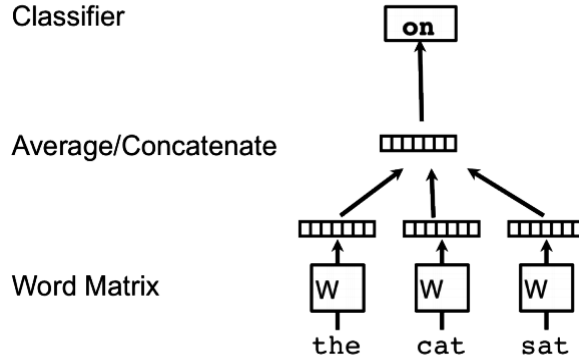 Classifier
on
Average/Concatenate
Word Matrix
W W W
the cat sat